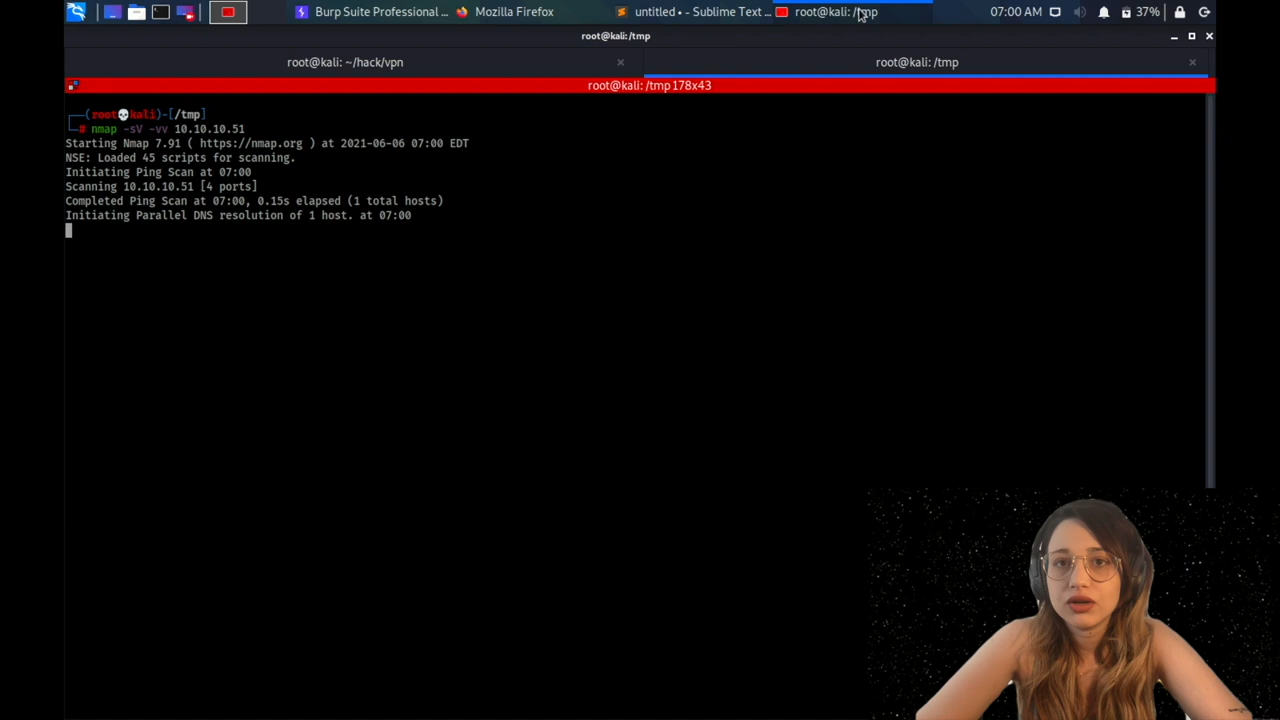 Burp Suite Professional ...
Mozilla Firefox
untitled • - Sublime Text ...
root@kali: /tmp
07:00 AM
37%
root@kali: /tmp
root@kali: ~/hack/vpn
root@kali: /tmp
root@kali: /tmp 178x43
┌──(root💀kali)-[/tmp]
└─# nmap -sV -vv 10.10.10.51
Starting Nmap 7.91 ( https://nmap.org ) at 2021-06-06 07:00 EDT
NSE: Loaded 45 scripts for scanning.
Initiating Ping Scan at 07:00
Scanning 10.10.10.51 [4 ports]
Completed Ping Scan at 07:00, 0.15s elapsed (1 total hosts)
Initiating Parallel DNS resolution of 1 host. at 07:00